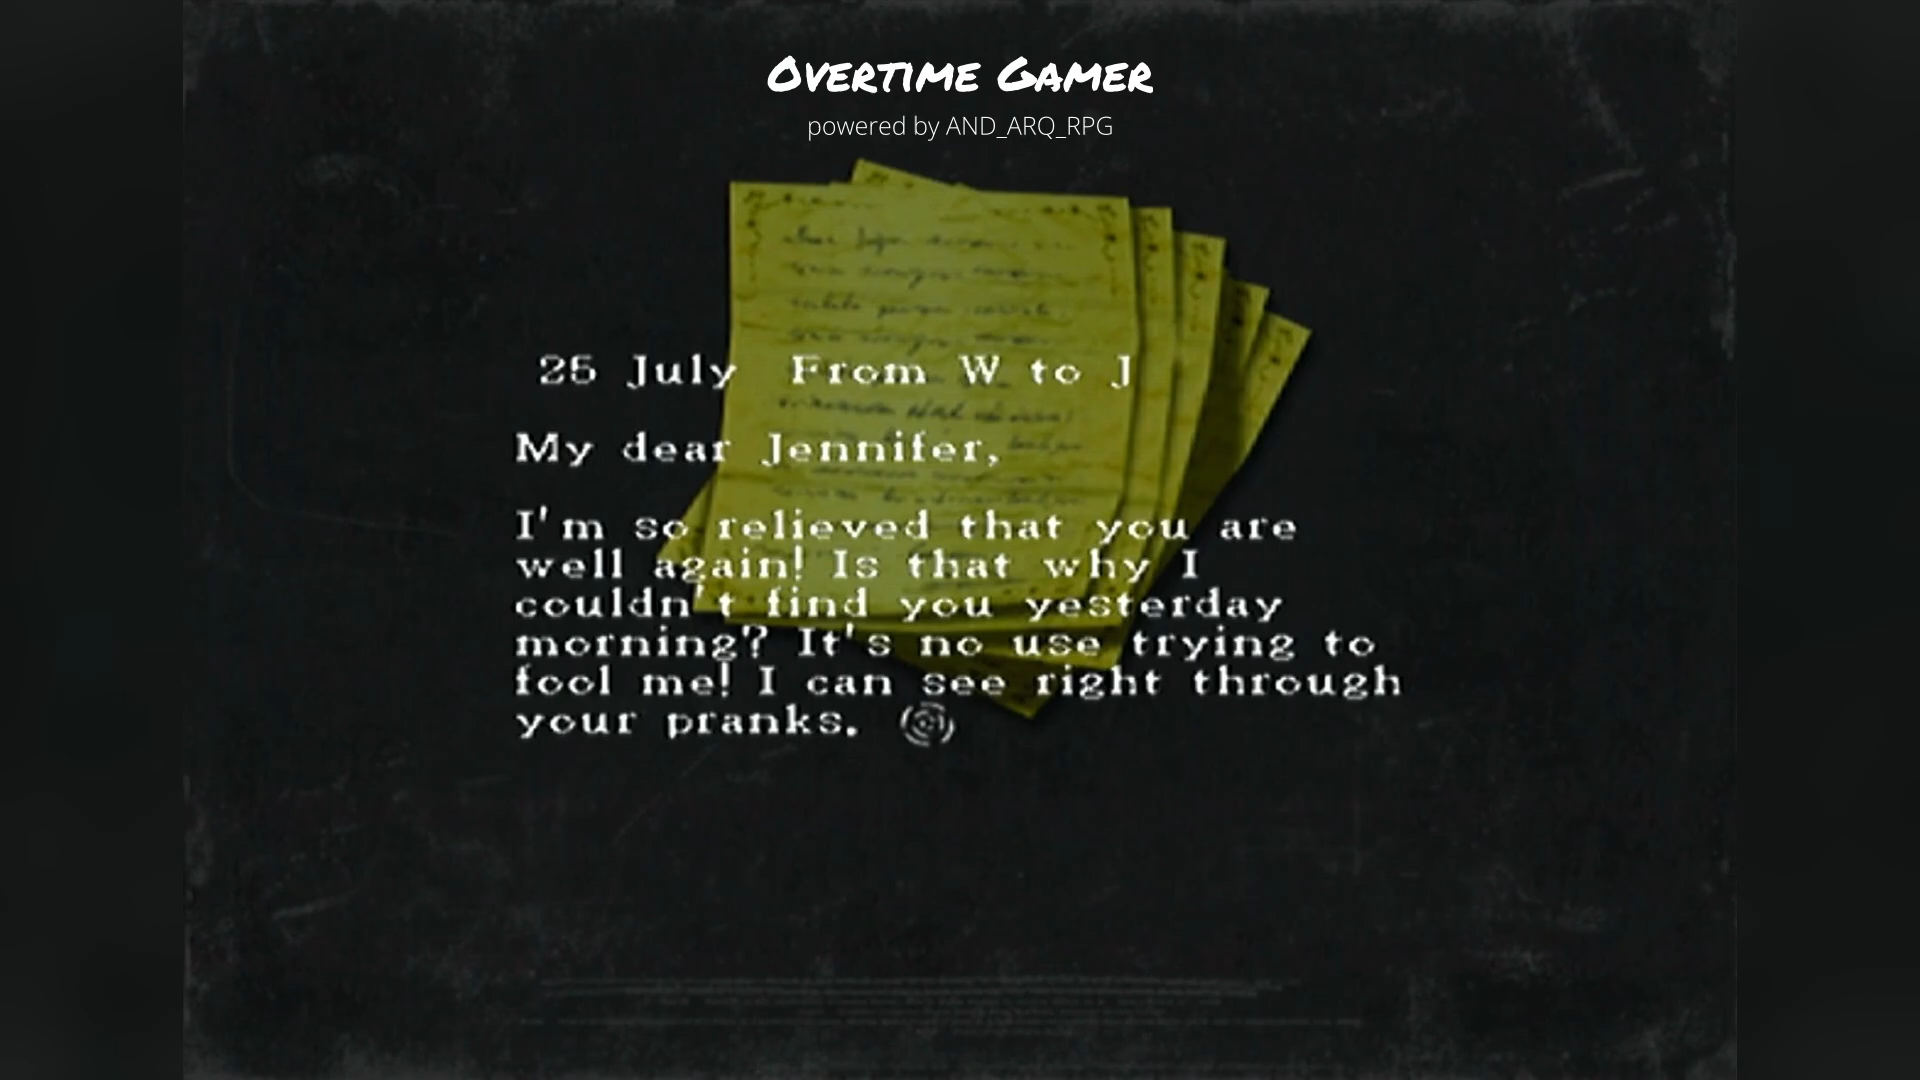 OVERTIME GAMER
powered by AND_ARQ_RPG
25 July From W to J
My dear Jennifer,
I'm so relieved that you are
well again! Is that why I
couldn't find you yesterday
morning? It's no use trying to
fool me! I can see right through
your pranks.